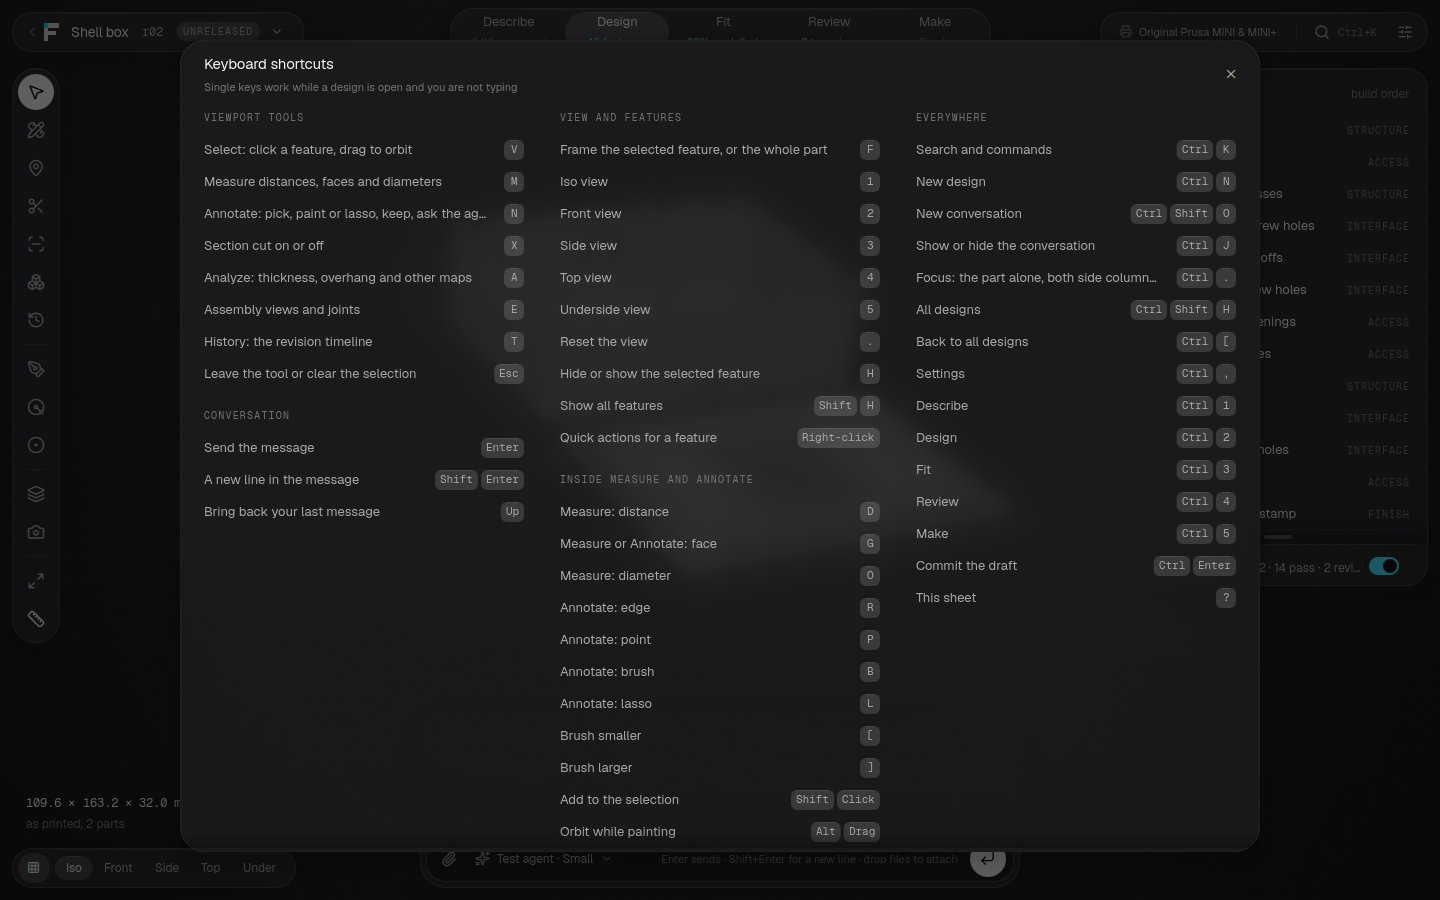 Shell box r02 UNRELEASED
Describe
Design
Fit
Review
Make
Original Prusa MINI & MINI+
Ctrl+K
Keyboard shortcuts
Single keys work while a design is open and you are not typing
VIEWPORT TOOLS
Select: click a feature, drag to orbit V
Measure distances, faces and diameters M
Annotate: pick, paint or lasso, keep, ask the ag… N
Section cut on or off X
Analyze: thickness, overhang and other maps A
Assembly views and joints E
History: the revision timeline T
Leave the tool or clear the selection Esc
CONVERSATION
Send the message Enter
A new line in the message Shift Enter
Bring back your last message Up
VIEW AND FEATURES
Frame the selected feature, or the whole part F
Iso view 1
Front view 2
Side view 3
Top view 4
Underside view 5
Reset the view .
Hide or show the selected feature H
Show all features Shift H
Quick actions for a feature Right-click
INSIDE MEASURE AND ANNOTATE
Measure: distance D
Measure or Annotate: face G
Measure: diameter O
Annotate: edge R
Annotate: point P
Annotate: brush B
Annotate: lasso L
Brush smaller [
Brush larger ]
Add to the selection Shift Click
Orbit while painting Alt Drag
EVERYWHERE
Search and commands Ctrl K
New design Ctrl N
New conversation Ctrl Shift O
Show or hide the conversation Ctrl J
Focus: the part alone, both side column… Ctrl .
All designs Ctrl Shift H
Back to all designs Ctrl [
Settings Ctrl ,
Describe Ctrl 1
Design Ctrl 2
Fit Ctrl 3
Review Ctrl 4
Make Ctrl 5
Commit the draft Ctrl Enter
This sheet ?
build order
STRUCTURE
ACCESS
STRUCTURE
holes INTERFACE
INTERFACE
holes INTERFACE
ACCESS
ACCESS
STRUCTURE
INTERFACE
INTERFACE
ACCESS
stamp FINISH
2 · 14 pass · 2 revi…
109.6 × 163.2 × 32.0
as printed, 2 parts
Iso Front Side Top Under
Test agent · Small
Enter sends · Shift+Enter for a new line · drop files to attach